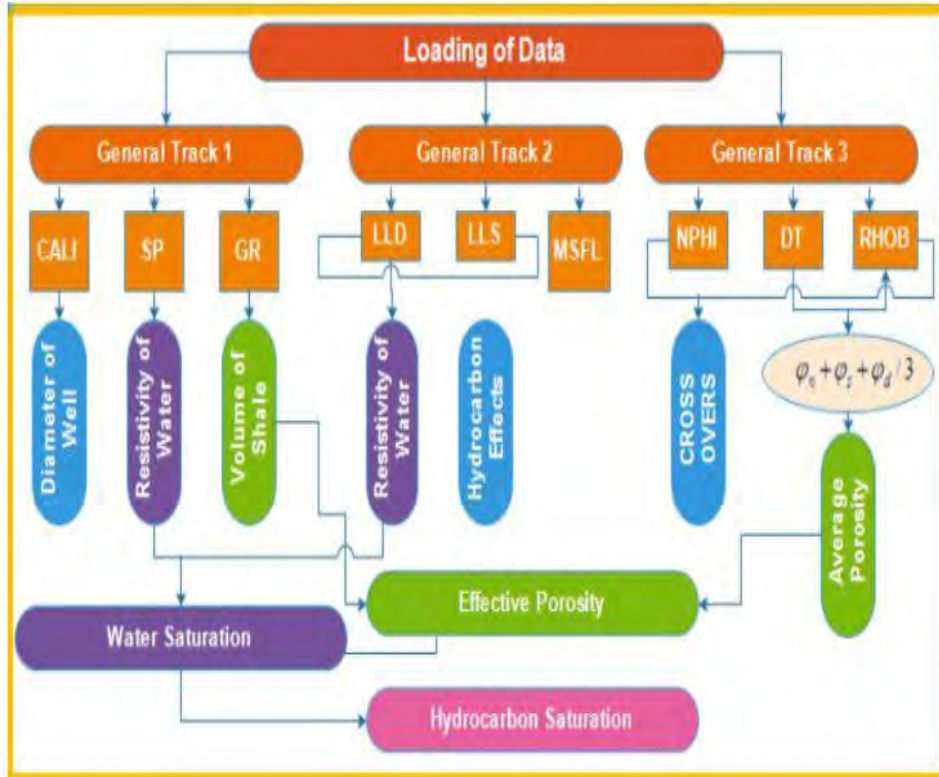 Loading of Data
General Track 1
General Track 2
General Track 3
CALI
SP
GR
LLD
LLS
MSFL
NPHI
DT
RHOB
Diameter of
Well
Resistivity of
Water
Volume of
Shale
Resistivity of
Water
Hydrocarbon
Effects
CROSS
OVERS
φₙ + φₛ + φ_d / 3
Average
Porosity
Effective Porosity
Water Saturation
Hydrocarbon Saturation